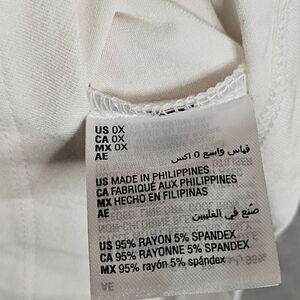 US 0X
CA 0X
MX 0X
AE
قياس واسع 0 اكس
US MADE IN PHILIPPINES
CA FABRIQUÉ AUX PHILIPPINES
MX HECHO EN FILIPINAS
AE
صُنع في الفلبين
US 95% RAYON 5% SPANDEX
CA 95% RAYONNE 5% SPANDEX
MX 95% rayón 5% spándex